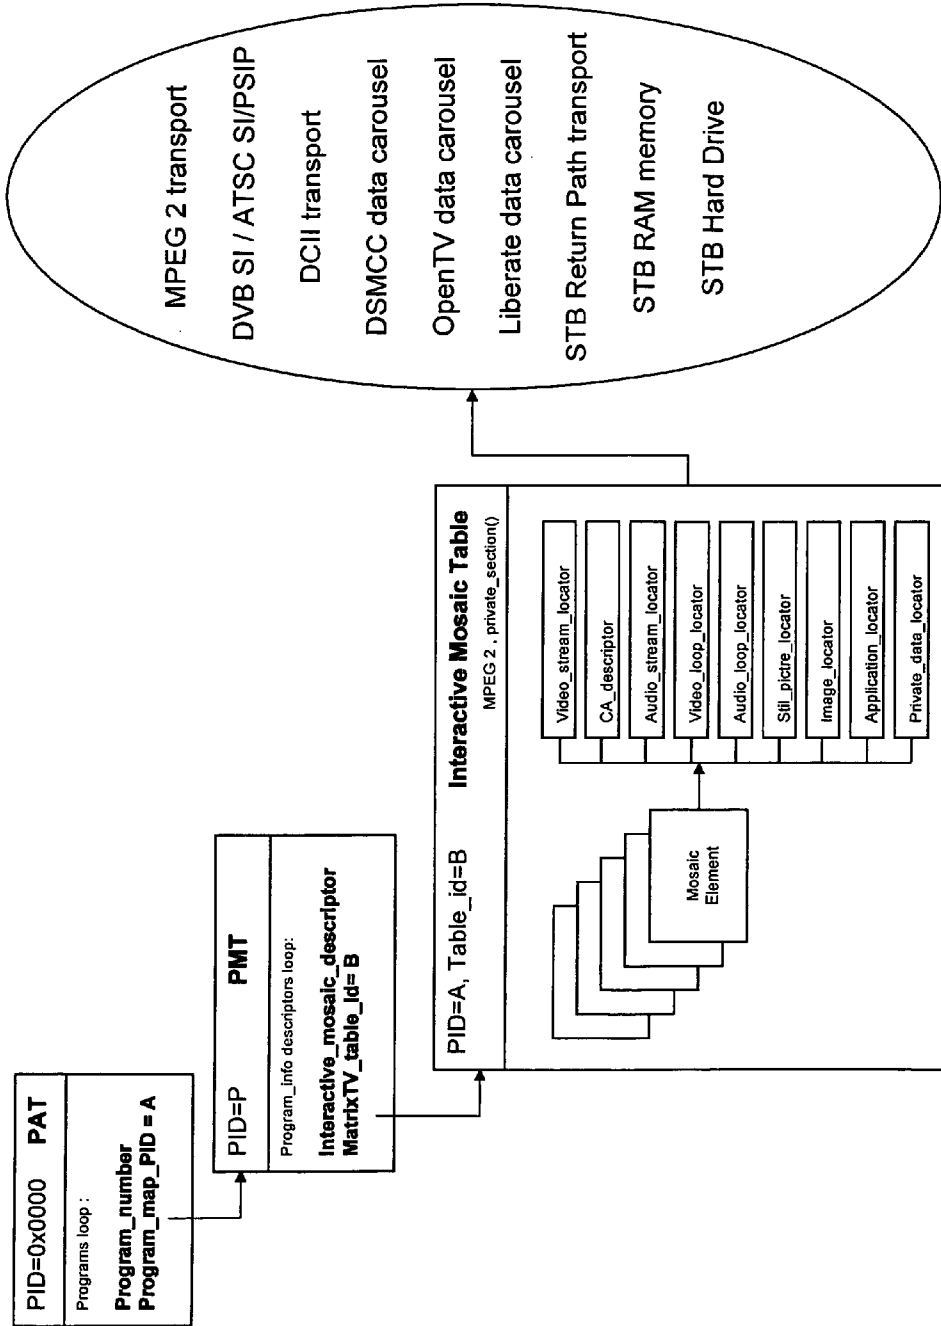 PID=0x0000 PAT
Programs loop :
Program_number
Program_map_PID = A
PID=P PMT
Program_info descriptors loop:
Interactive_mosaic_descriptor
MatrixTV_table_id= B
PID=A, Table_id=B Interactive Mosaic Table
MPEG 2 , private_section()
Mosaic
Element
Video_stream_locator
CA_descriptor
Audio_stream_locator
Video_loop_locator
Audio_loop_locator
Stil_pictre_locator
Image_locator
Application_locator
Private_data_locator
MPEG 2 transport
DVB SI / ATSC SI/PSIP
DCII transport
DSMCC data carousel
OpenTV data carousel
Liberate data carousel
STB Return Path transport
STB RAM memory
STB Hard Drive